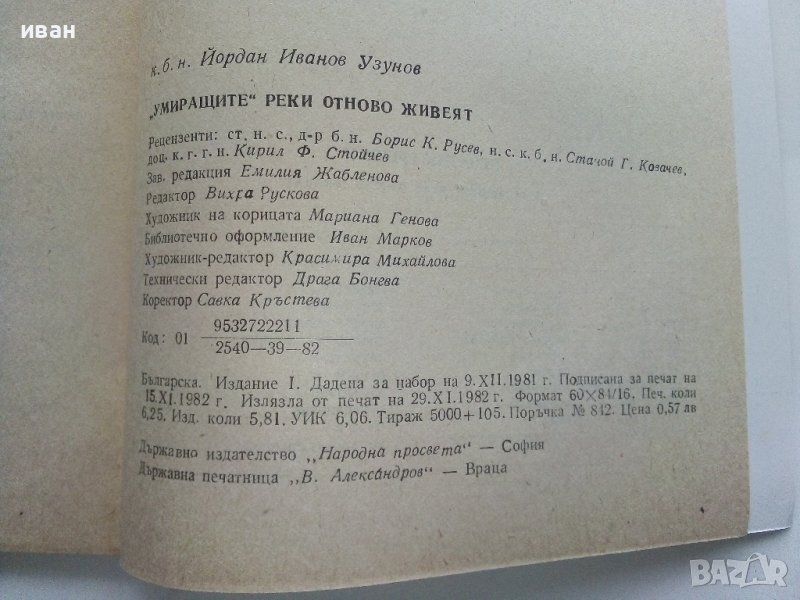 иван
к. б. н. Йордан Иванов Узунов
„УМИРАЩИТЕ“ РЕКИ ОТНОВО ЖИВЕЯТ
Рецензенти: ст. н. с., д-р б. н. Борис К. Русев, н. с. к. б. н. Стачой Г. Козачев,
доц. к. г. г. н. Кирил Ф. Стойчев
Зав. редакция Емилия Жабленова
Редактор Вихра Рускова
Художник на корицата Мариана Генова
Библиотечно оформление Иван Марков
Художник-редактор Красимира Михайлова
Технически редактор Драга Бонева
Коректор Савка Кръстева
Код: 01 9532722211
2540—39—82
Българска. Издание I. Дадена за набор на 9.XII.1981 г. Подписана за печат на
15.XI.1982 г. Излязла от печат на 29.XI.1982 г. Формат 60×84/16. Печ. коли
6,25. Изд. коли 5,81. УИК 6,06. Тираж 5000+105. Поръчка № 842. Цена 0,57 лв
Държавно издателство „Народна просвета“ — София
Държавна печатница „В. Александров“ — Враца
BAZAR